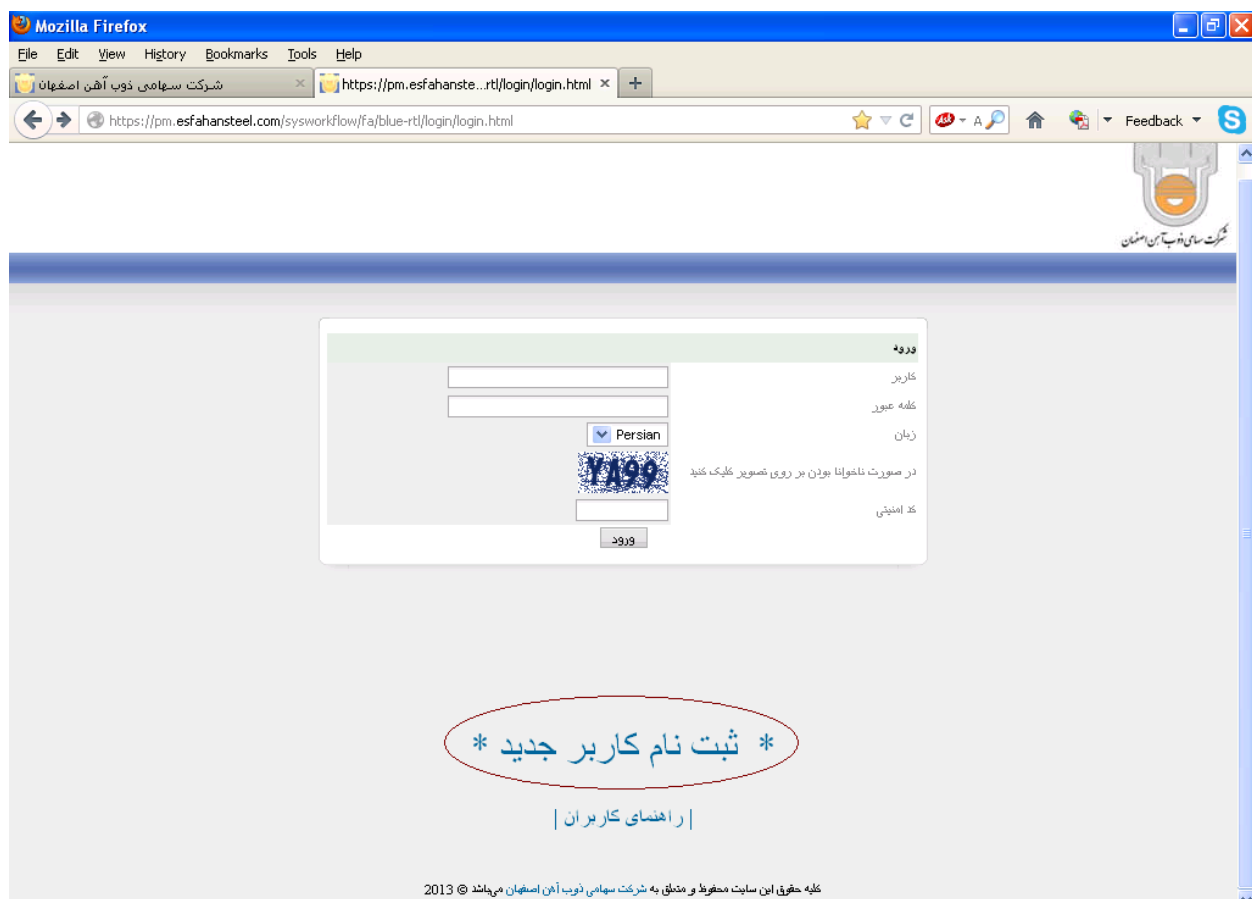 Mozilla Firefox
File Edit View History Bookmarks Tools Help
شرکت سهامی ذوب آهن اصفهان
https://pm.esfahanste...rtl/login/login.html
https://pm.esfahansteel.com/sysworkflow/fa/blue-rtl/login/login.html
Feedback
شرکت سهامی ذوب آهن اصفهان
ورود
کاربر
کلمه عبور
زبان
Persian
در صورت ناخوانا بودن بر روی تصویر کلیک کنید
YA99
کد امنیتی
ورود
* ثبت نام کاربر جدید *
| راهنمای کاربران |
کلیه حقوق این سایت محفوظ و متعلق به شرکت سهامی ذوب آهن اصفهان می‌باشد © 2013